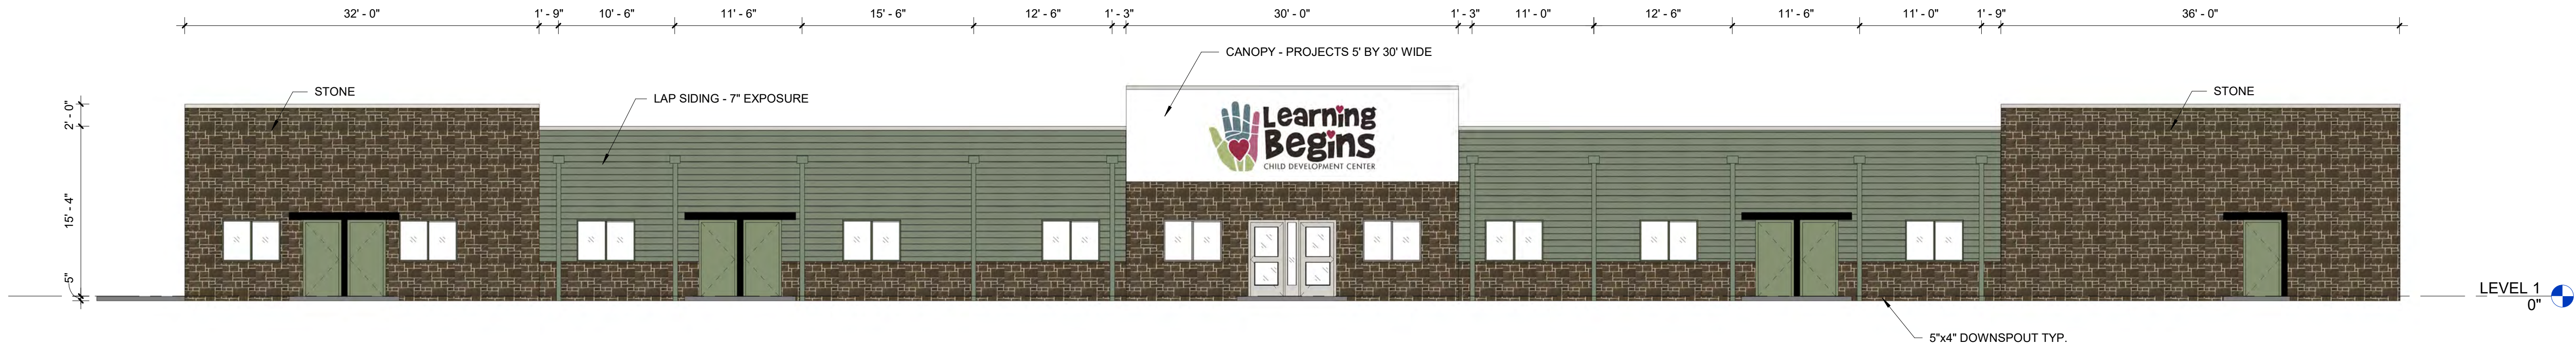 32' - 0"
1' - 9"
10' - 6"
11' - 6"
15' - 6"
12' - 6"
1' - 3"
30' - 0"
1' - 3"
11' - 0"
12' - 6"
11' - 6"
11' - 0"
1' - 9"
36' - 0"
CANOPY - PROJECTS 5' BY 30' WIDE
STONE
LAP SIDING - 7" EXPOSURE
STONE
2' - 0"
Learning
Begins
CHILD DEVELOPMENT CENTER
15' - 4"
5"
LEVEL 1
0"
5"x4" DOWNSPOUT TYP.